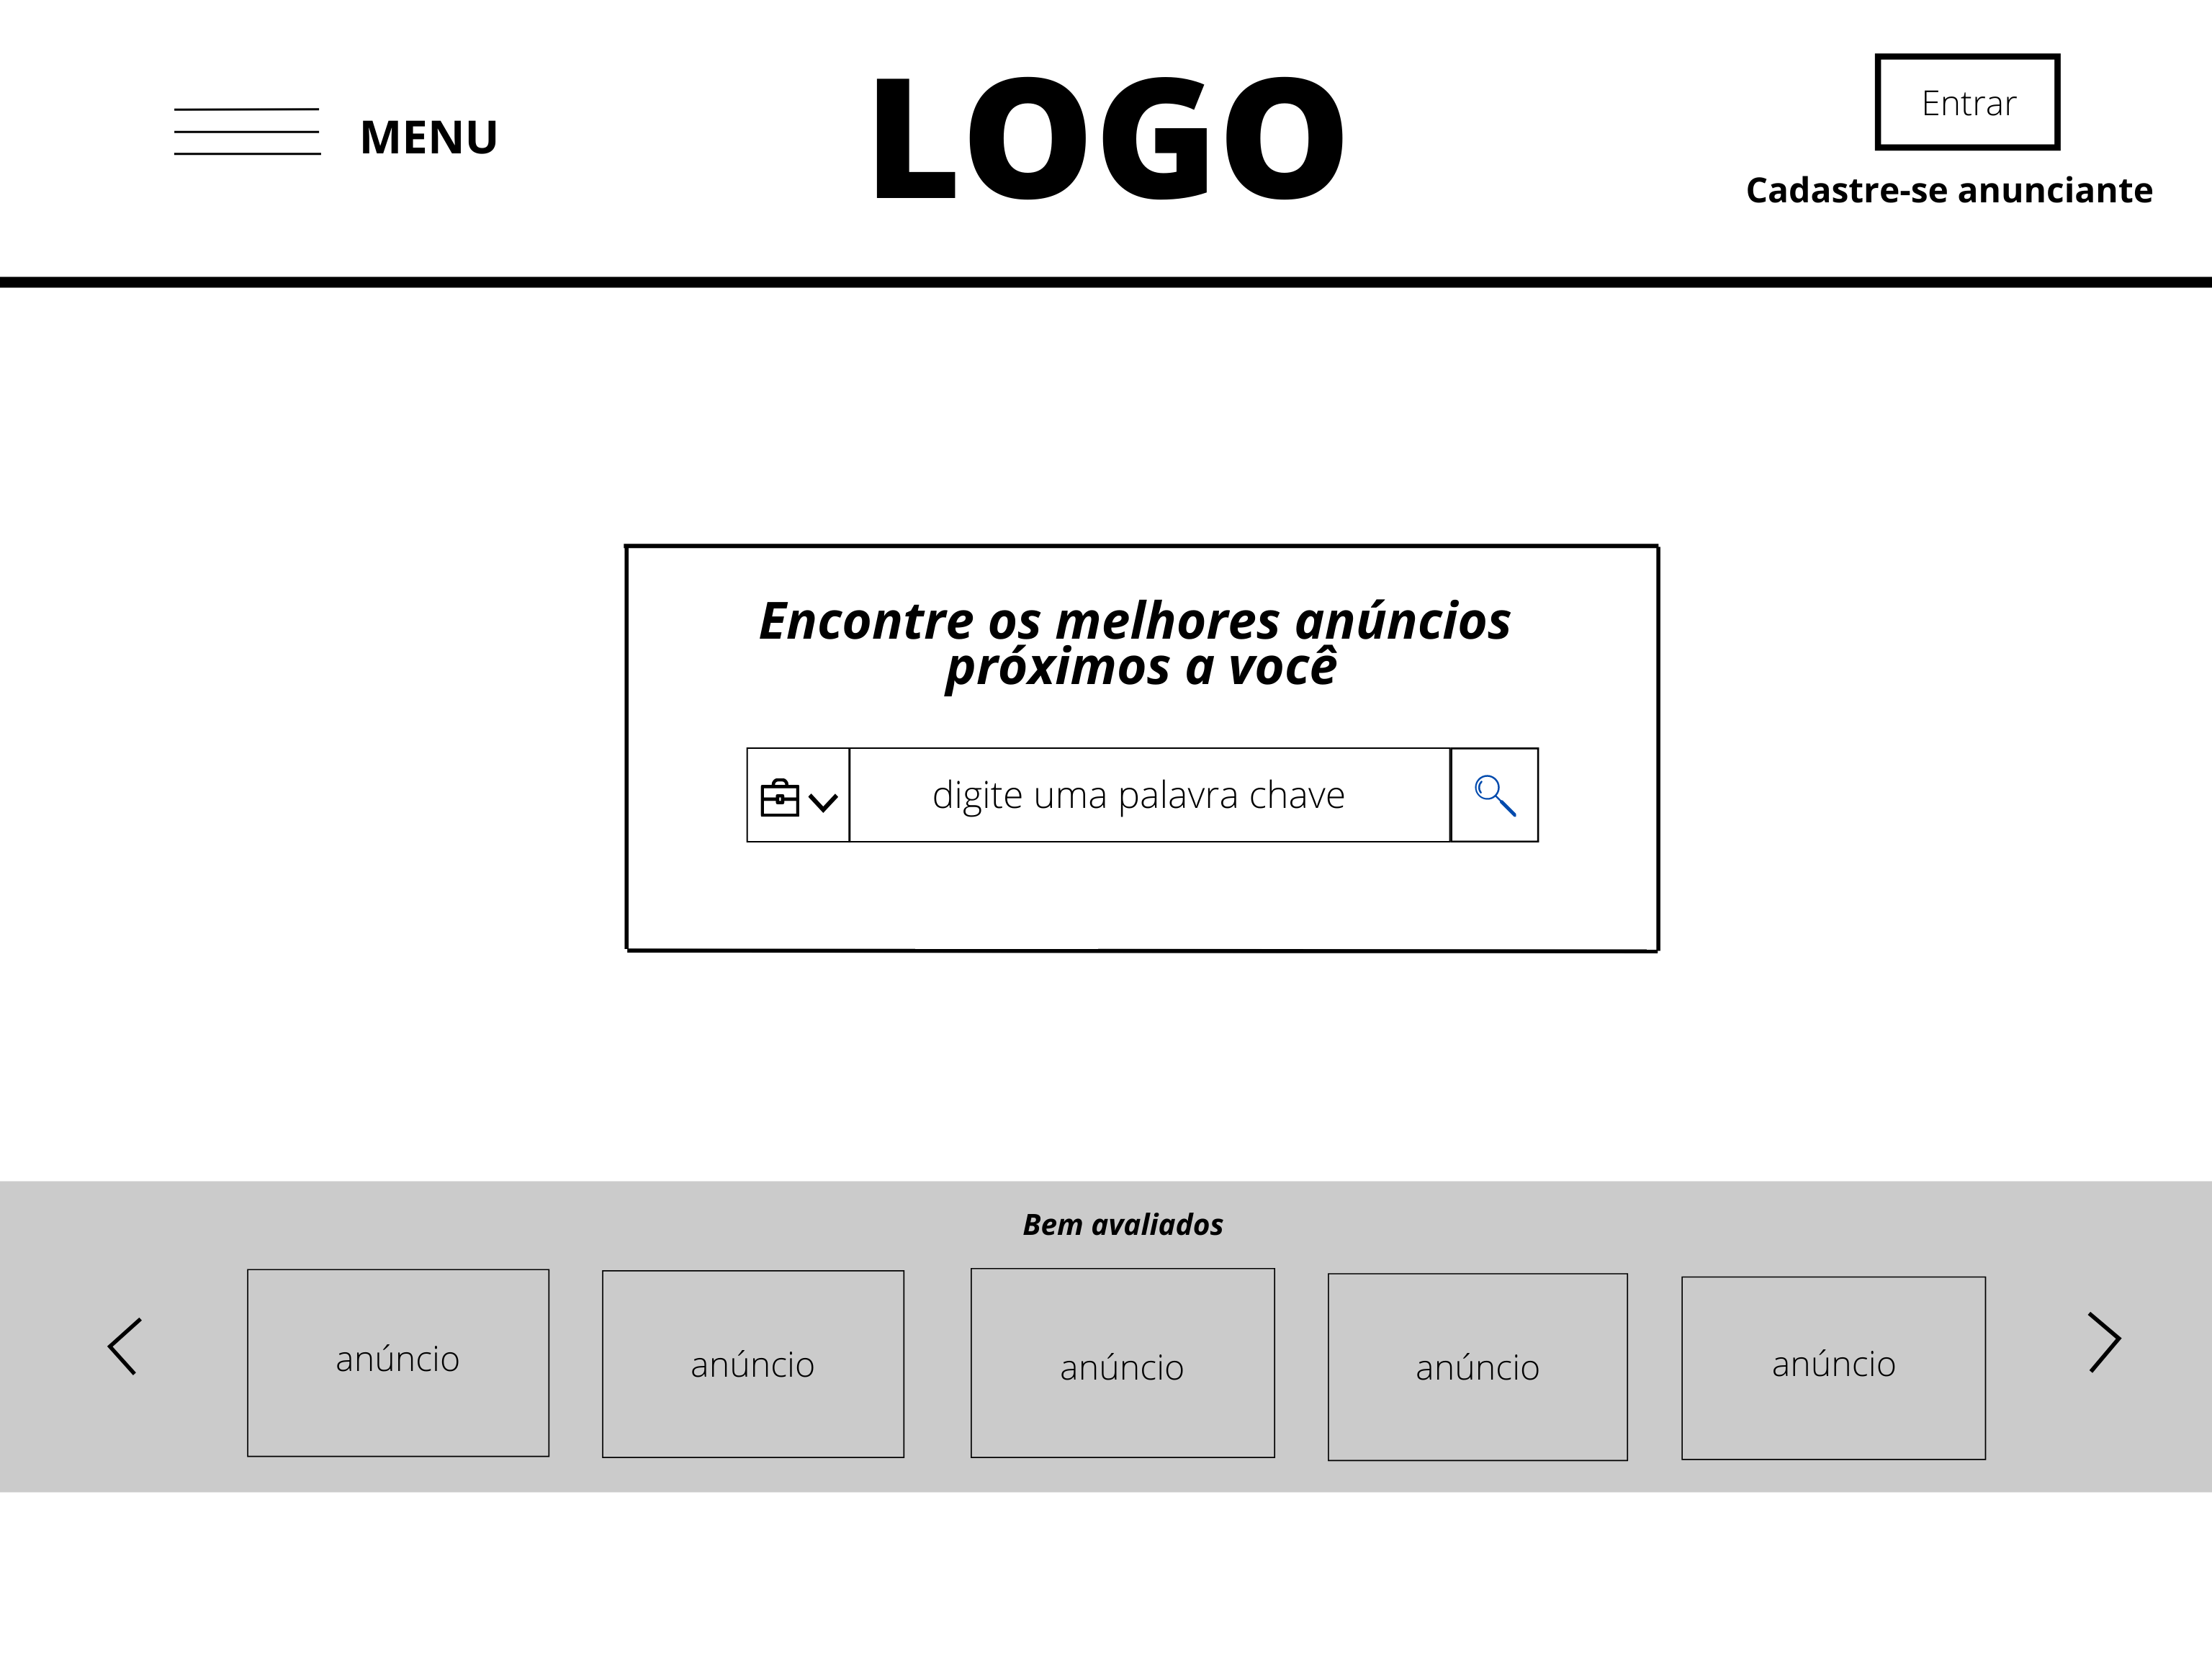 MENU
LOGO
Entrar
Cadastre-se anunciante
Encontre os melhores anúncios
próximos a você
digite uma palavra chave
Bem avaliados
anúncio
anúncio
anúncio
anúncio
anúncio